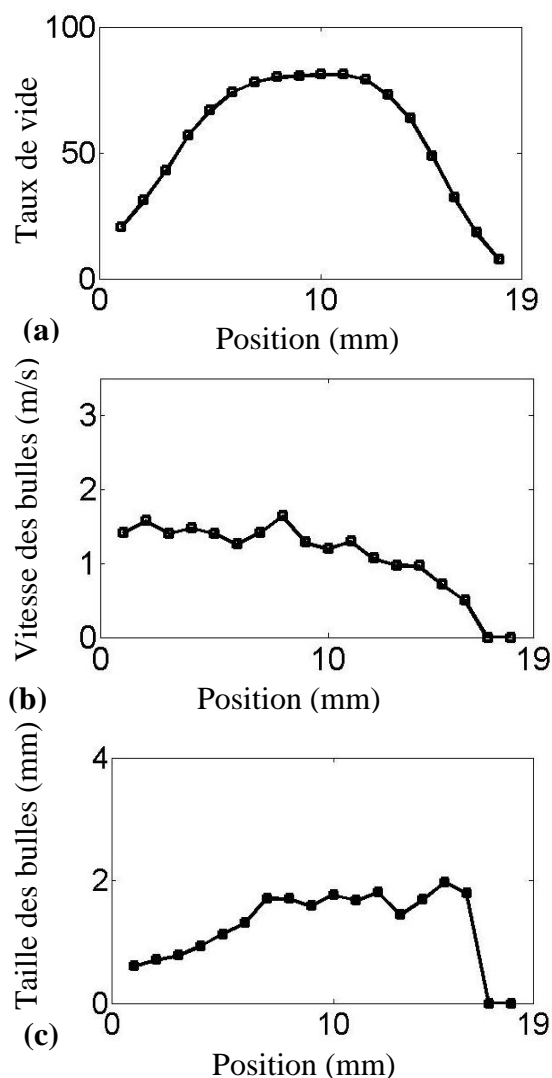 100
Taux de vide
50
0
0 10 19
(a)
Position (mm)
Vitesse des bulles (m/s)
3
2
1
0
0 10 19
(b)
Position (mm)
Taille des bulles (mm)
4
2
0
0 10 19
(c)
Position (mm)